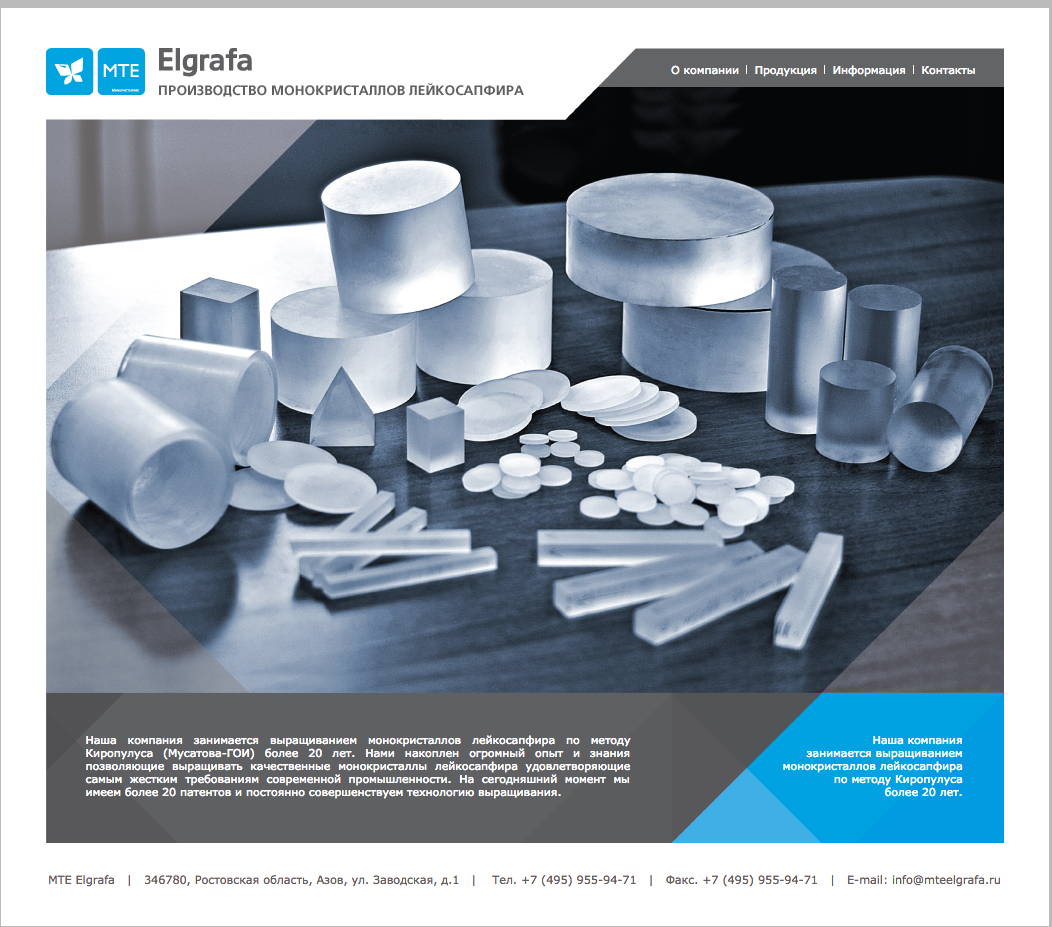 MTE
Elgrafa
ПРОИЗВОДСТВО МОНОКРИСТАЛЛОВ ЛЕЙКОСАПФИРА
О компании | Продукция | Информация | Контакты
Наша компания занимается выращиванием монокристаллов лейкосапфира по методу
Киропулуса (Мусатова-ГОИ) более 20 лет. Нами накоплен огромный опыт и знания
позволяющие выращивать качественные монокристаллы лейкосапфира удовлетворяющие
самым жестким требованиям современной промышленности. На сегодняшний момент мы
имеем более 20 патентов и постоянно совершенствуем технологию выращивания.
Наша компания
занимается выращиванием
монокристаллов лейкосапфира
по методу Киропулуса
более 20 лет.
MTE Elgrafa | 346780, Ростовская область, Азов, ул. Заводская, д.1 | Тел. +7 (495) 955-94-71 | Факс. +7 (495) 955-94-71 | E-mail: info@mteelgrafa.ru